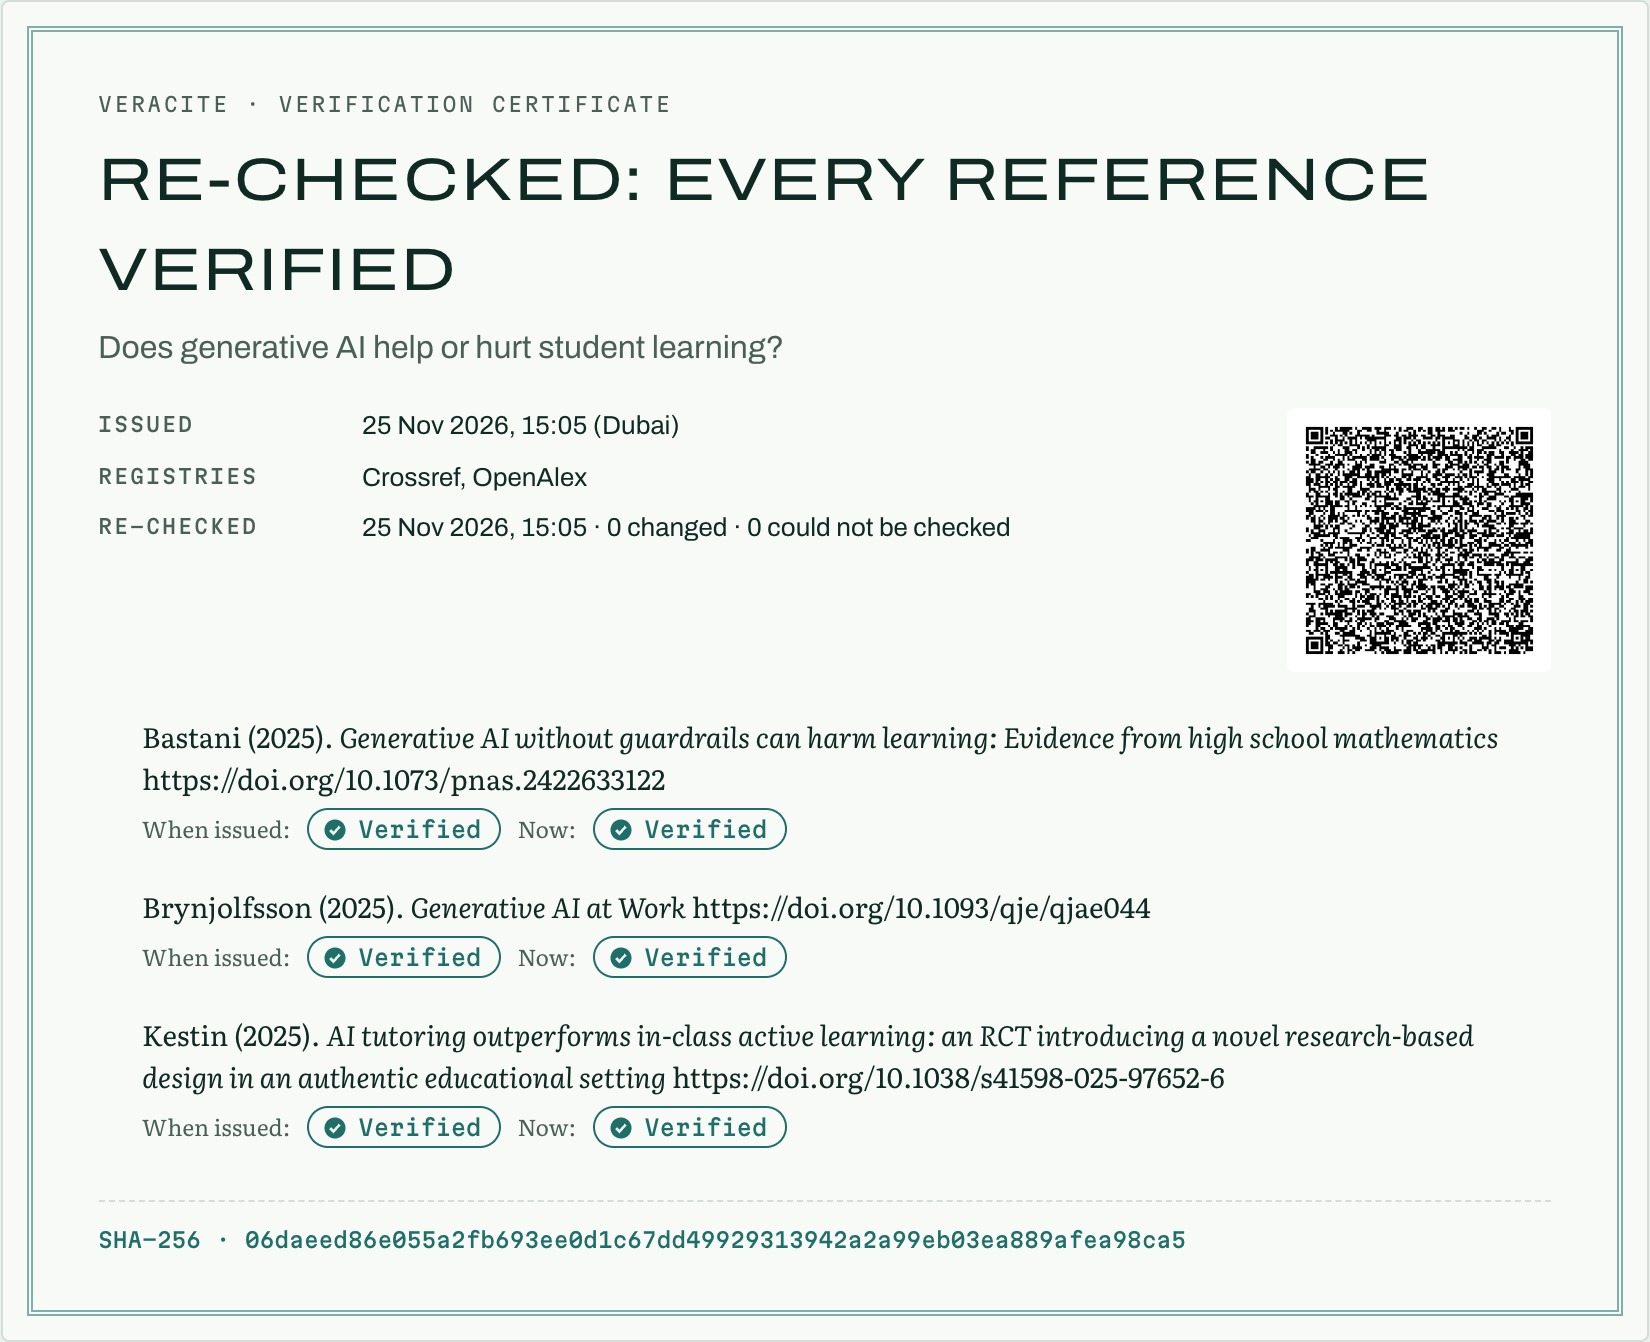 VERACITE · VERIFICATION CERTIFICATE
RE-CHECKED: EVERY REFERENCE
VERIFIED
Does generative AI help or hurt student learning?
ISSUED 25 Nov 2026, 15:05 (Dubai)
REGISTRIES Crossref, OpenAlex
RE-CHECKED 25 Nov 2026, 15:05 · 0 changed · 0 could not be checked
Bastani (2025). Generative AI without guardrails can harm learning: Evidence from high school mathematics
https://doi.org/10.1073/pnas.2422633122
When issued: Verified Now: Verified
Brynjolfsson (2025). Generative AI at Work https://doi.org/10.1093/qje/qjae044
When issued: Verified Now: Verified
Kestin (2025). AI tutoring outperforms in-class active learning: an RCT introducing a novel research-based
design in an authentic educational setting https://doi.org/10.1038/s41598-025-97652-6
When issued: Verified Now: Verified
SHA-256 · 06daeed86e055a2fb693ee0d1c67dd49929313942a2a99eb03ea889afea98ca5